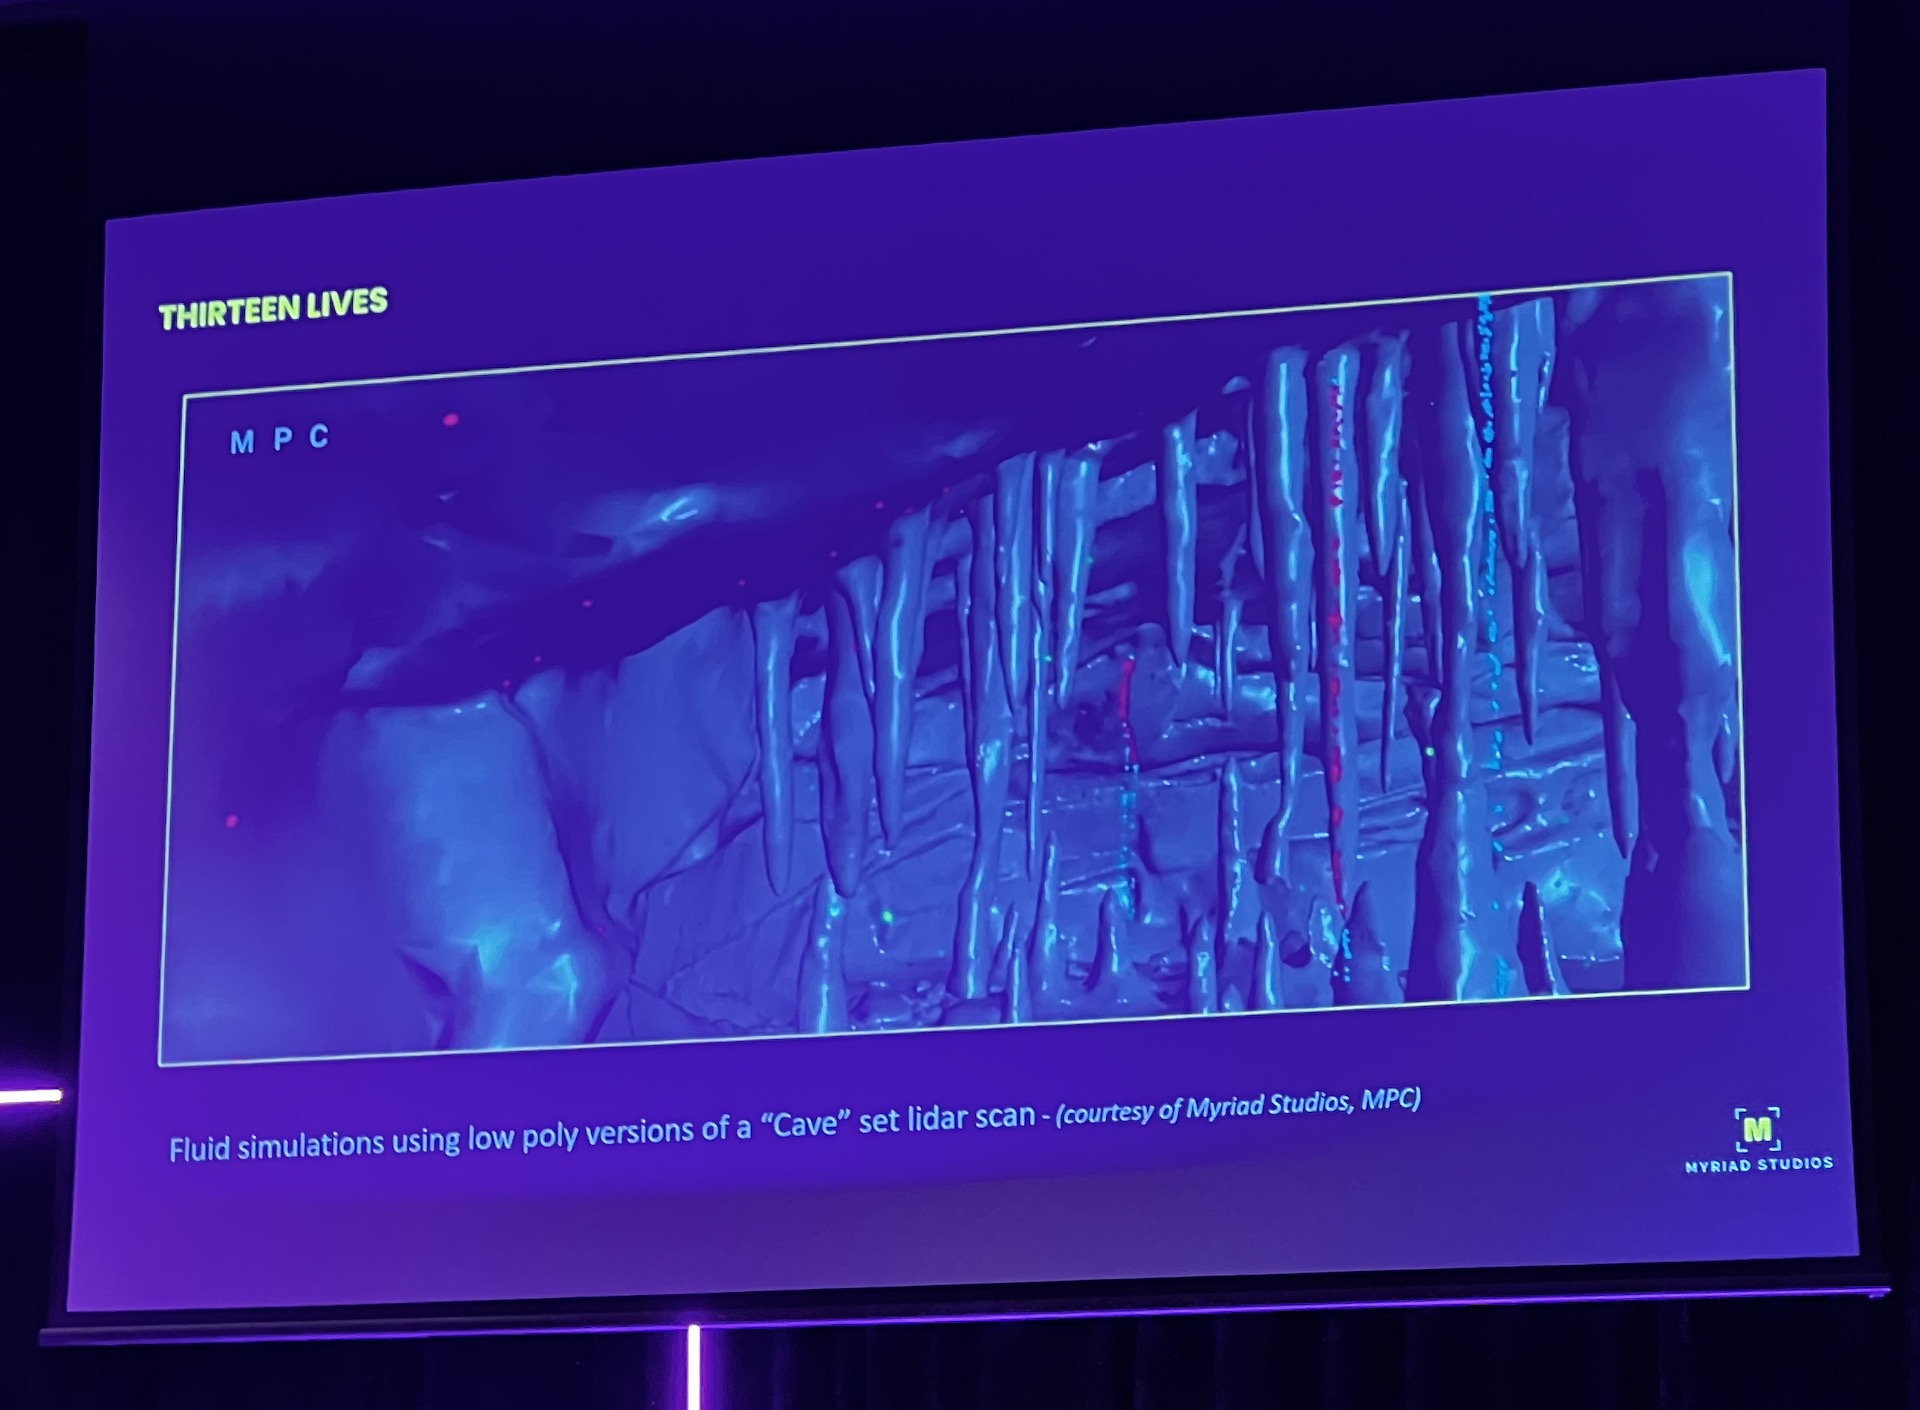 THIRTEEN LIVES
M P C
Fluid simulations using low poly versions of a “Cave” set lidar scan - (courtesy of Myriad Studios, MPC)
M
MYRIAD STUDIOS